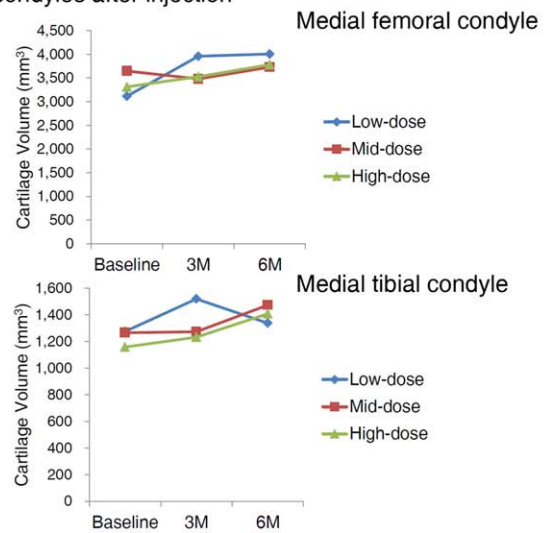 condyles after injection
Medial femoral condyle
Cartilage Volume (mm³)
4,500
4,000
3,500
3,000
2,500
2,000
1,500
1,000
500
0
Baseline 3M 6M
Low-dose
Mid-dose
High-dose
Medial tibial condyle
Cartilage Volume (mm³)
1,600
1,400
1,200
1,000
800
600
400
200
0
Baseline 3M 6M
Low-dose
Mid-dose
High-dose